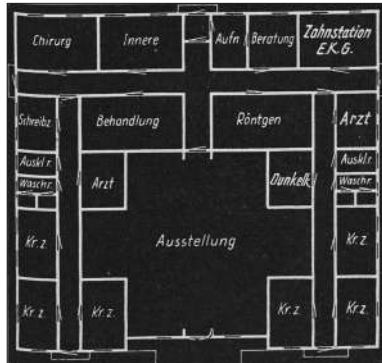 Chirurg
Innere
Aufn
Beratung
Zahnstation
E.K.G.
Schreibz
Behandlung
Röntgen
Arzt
Auskl.r.
Waschr.
Arzt
Dunkelk
Auskl.r.
Waschr.
Kr.z.
Ausstellung
Kr.z.
Kr.z.
Kr.z.
Kr.z
Kr.z.